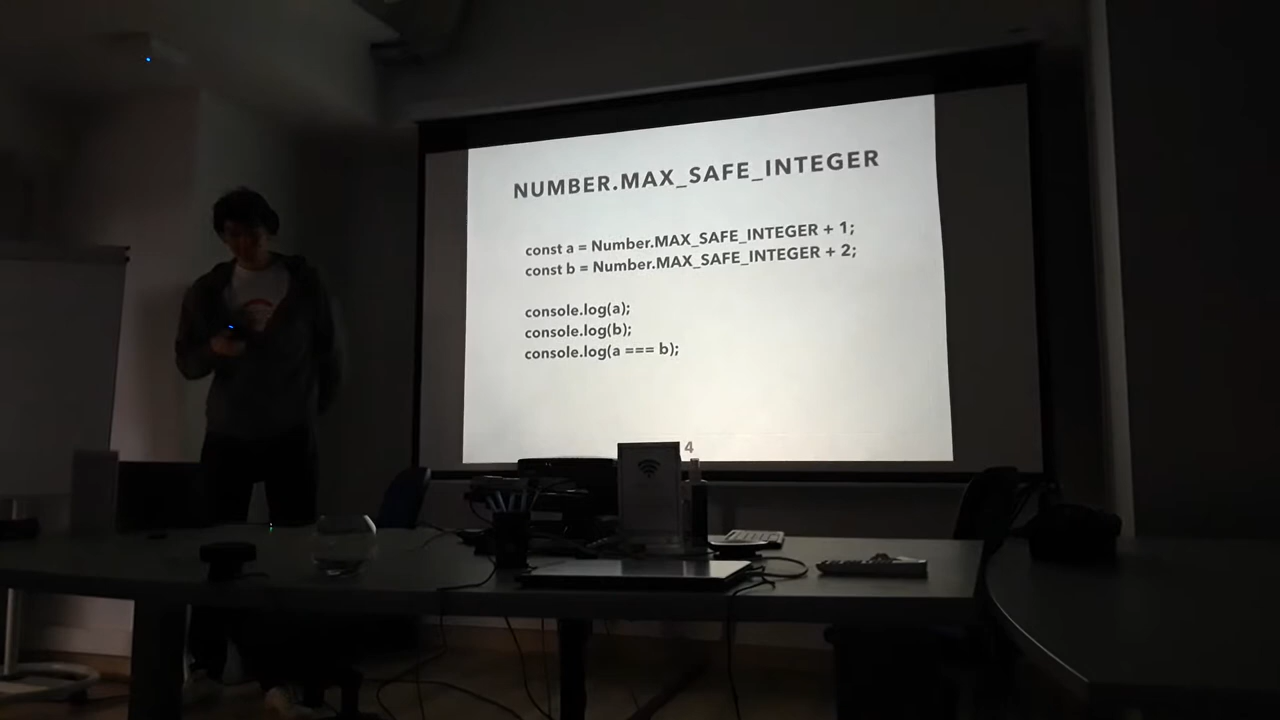 NUMBER.MAX_SAFE_INTEGER
const a = Number.MAX_SAFE_INTEGER + 1;
const b = Number.MAX_SAFE_INTEGER + 2;
console.log(a);
console.log(b);
console.log(a === b);
4